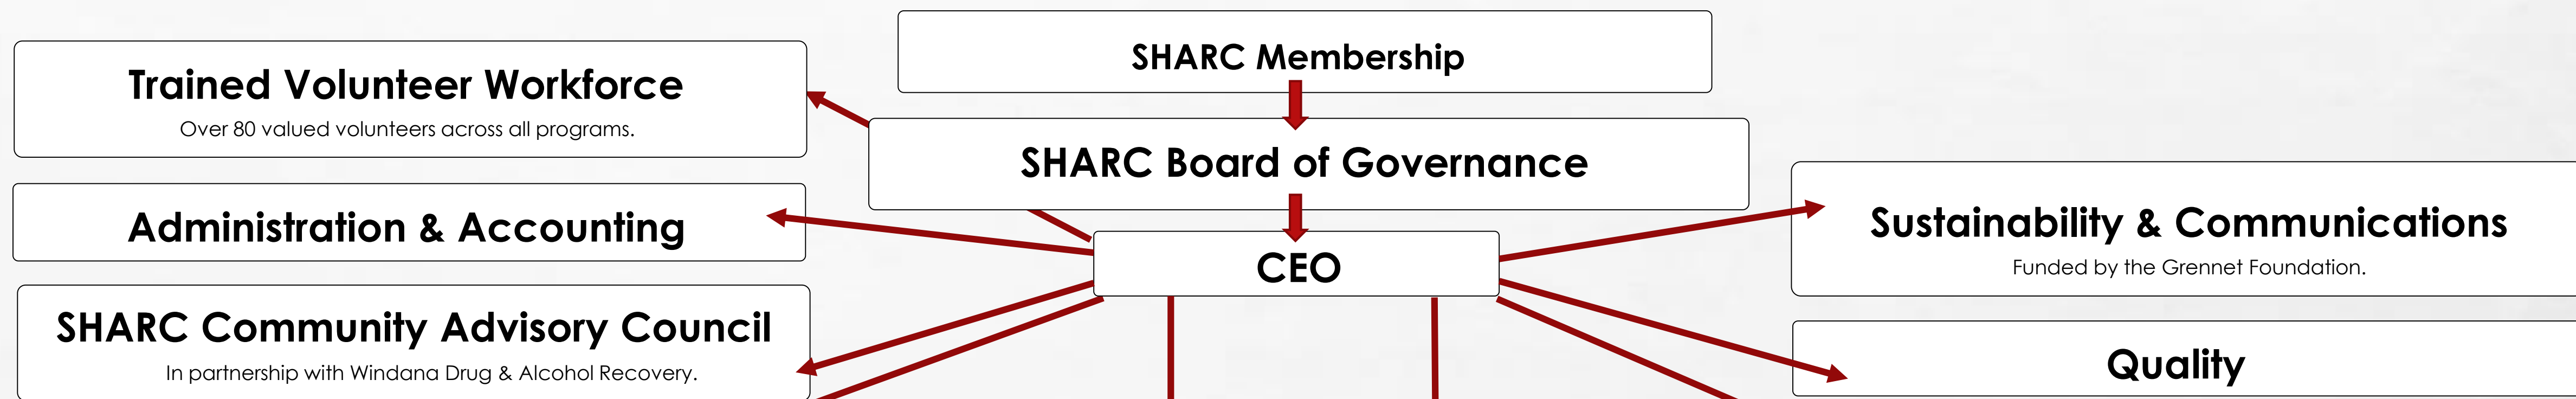 SHARC Membership
Trained Volunteer Workforce
Over 80 valued volunteers across all programs.
SHARC Board of Governance
Administration & Accounting
CEO
Sustainability & Communications
Funded by the Grennet Foundation.
SHARC Community Advisory Council
In partnership with Windana Drug & Alcohol Recovery.
Quality